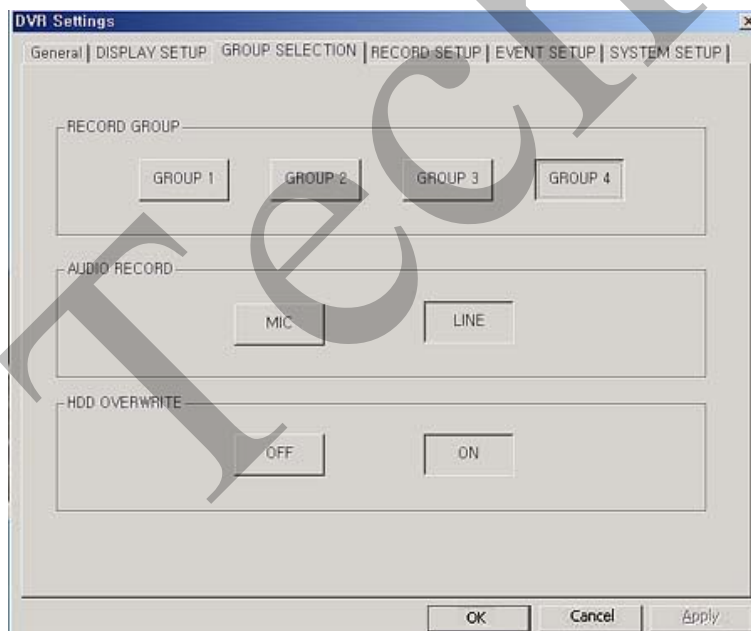 DVR Settings
General | DISPLAY SETUP GROUP SELECTION | RECORD SETUP | EVENT SETUP | SYSTEM SETUP |
RECORD GROUP
GROUP 1 GROUP 2 GROUP 3 GROUP 4
AUDIO RECORD
MIC LINE
HDD OVERWRITE
OFF ON
OK Cancel Apply
Tech